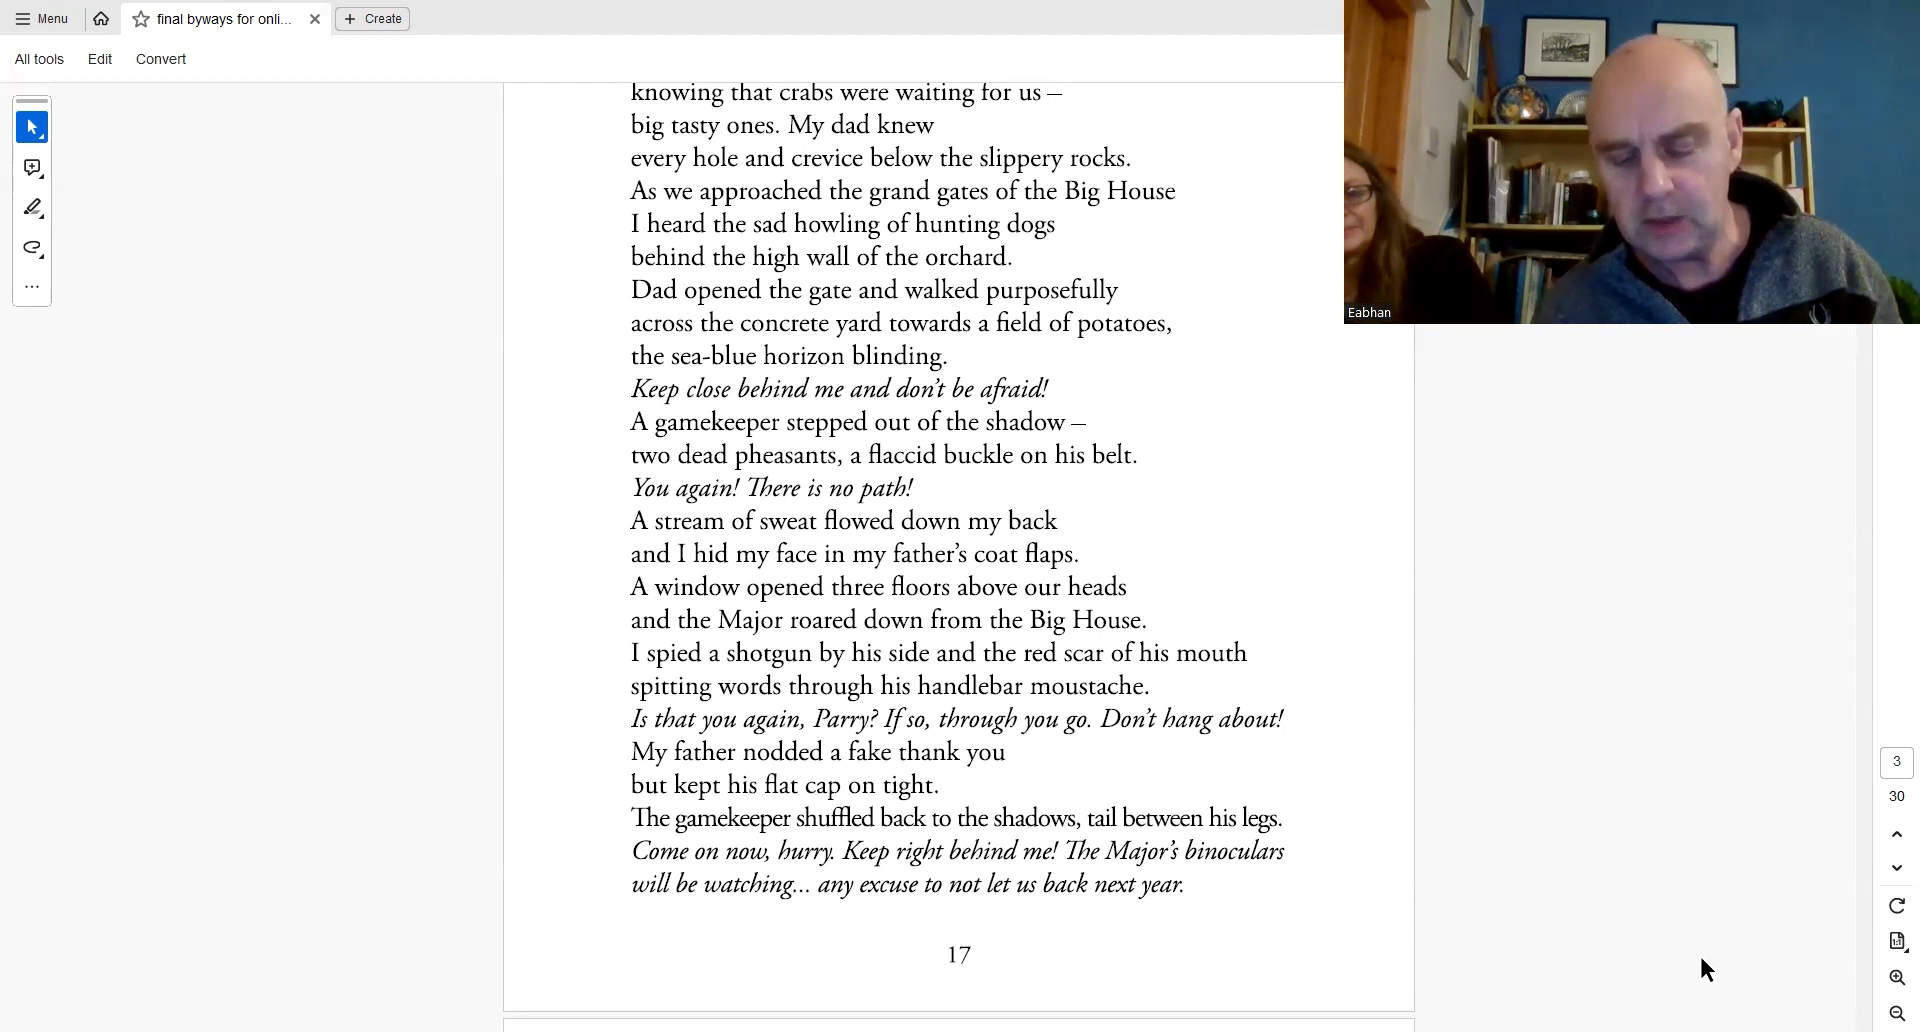 Menu
final byways for onli...
Create
All tools
Edit
Convert
Eabhan
knowing that crabs were waiting for us –
big tasty ones. My dad knew
every hole and crevice below the slippery rocks.
As we approached the grand gates of the Big House
I heard the sad howling of hunting dogs
behind the high wall of the orchard.
Dad opened the gate and walked purposefully
across the concrete yard towards a field of potatoes,
the sea-blue horizon blinding.
Keep close behind me and don’t be afraid!
A gamekeeper stepped out of the shadow –
two dead pheasants, a flaccid buckle on his belt.
You again! There is no path!
A stream of sweat flowed down my back
and I hid my face in my father’s coat flaps.
A window opened three floors above our heads
and the Major roared down from the Big House.
I spied a shotgun by his side and the red scar of his mouth
spitting words through his handlebar moustache.
Is that you again, Parry? If so, through you go. Don’t hang about!
My father nodded a fake thank you
but kept his flat cap on tight.
The gamekeeper shuffled back to the shadows, tail between his legs.
Come on now, hurry. Keep right behind me! The Major’s binoculars
will be watching... any excuse to not let us back next year.
17
3
30
1:1